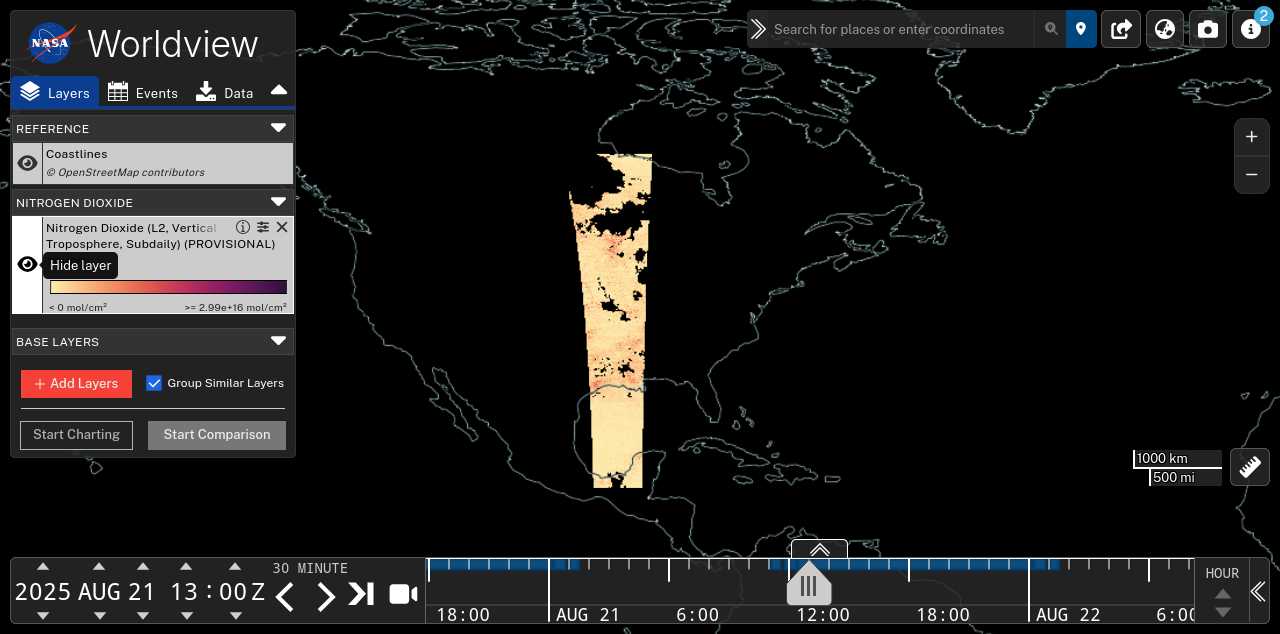 NASA Worldview
Search for places or enter coordinates
2
Layers
Events
Data
REFERENCE
Coastlines
© OpenStreetMap contributors
NITROGEN DIOXIDE
Nitrogen Dioxide (L2, Vertical
Troposphere, Subdaily) (PROVISIONAL)
Hide layer
< 0 mol/cm²
>= 2.99e+16 mol/cm²
BASE LAYERS
+ Add Layers
Group Similar Layers
Start Charting
Start Comparison
+
−
1000 km
500 mi
2025 AUG 21 13 : 00 Z
30 MINUTE
18:00
AUG 21
6:00
12:00
18:00
AUG 22
6:00
HOUR